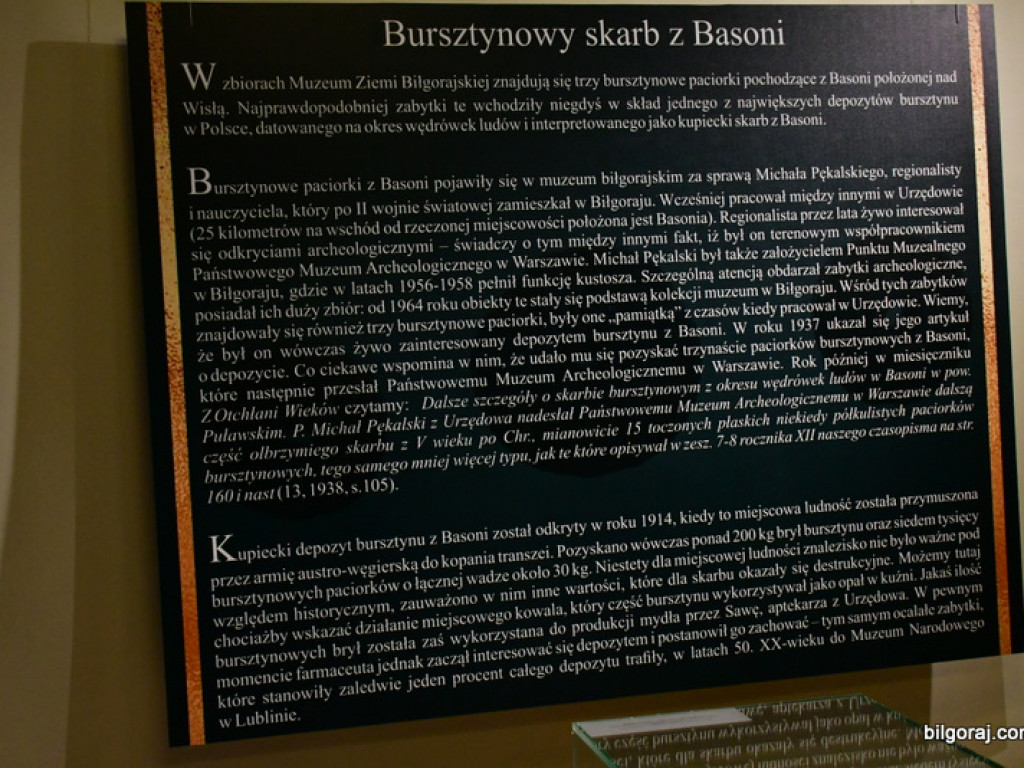 Bursztynowy skarb z Basoni
W zbiorach Muzeum Ziemi Biłgorajskiej znajdują się trzy bursztynowe paciorki pochodzące z Basoni położonej nad
Wisłą. Najprawdopodobniej zabytki te wchodziły niegdyś w skład jednego z największych depozytów bursztynu
w Polsce, datowanego na okres wędrówek ludów i interpretowanego jako kupiecki skarb z Basoni.
Bursztynowe paciorki z Basoni pojawiły się w muzeum biłgorajskim za sprawą Michała Pękalskiego, regionalisty
i nauczyciela, który po II wojnie światowej zamieszkał w Biłgoraju. Wcześniej pracował między innymi w Urzędowie
(25 kilometrów na wschód od rzeczonej miejscowości położona jest Basonia). Regionalista przez lata żywo interesował
się odkryciami archeologicznymi – świadczy o tym między innymi fakt, iż był on terenowym współpracownikiem
Państwowego Muzeum Archeologicznego w Warszawie. Michał Pękalski był także założycielem Punktu Muzealnego
w Biłgoraju, gdzie w latach 1956-1958 pełnił funkcję kustosza. Szczególną atencją obdarzał zabytki archeologiczne,
posiadał ich duży zbiór: od 1964 roku obiekty te stały się podstawą kolekcji muzeum w Biłgoraju. Wśród tych zabytków
znajdowały się również trzy bursztynowe paciorki, były one „pamiątką” z czasów kiedy pracował w Urzędowie. Wiemy,
że był on wówczas żywo zainteresowany depozytem bursztynu z Basoni. W roku 1937 ukazał się jego artykuł
o depozycie. Co ciekawe wspomina w nim, że udało mu się pozyskać trzynaście paciorków bursztynowych z Basoni,
które następnie przesłał Państwowemu Muzeum Archeologicznemu w Warszawie. Rok później w miesięczniku
Z Otchłani Wieków czytamy: Dalsze szczegóły o skarbie bursztynowym z okresu wędrówek ludów w Basoni w pow.
Puławskim. P. Michał Pękalski z Urzędowa nadesłał Państwowemu Muzeum Archeologicznemu w Warszawie dalszą
część olbrzymiego skarbu z V wieku po Chr., mianowicie 15 toczonych płaskich niekiedy półkulistych paciorków
bursztynowych, tego samego mniej więcej typu, jak te które opisywał w zesz. 7-8 rocznika XII naszego czasopisma na str.
160 i nast (13, 1938, s.105).
Kupiecki depozyt bursztynu z Basoni został odkryty w roku 1914, kiedy to miejscowa ludność została przymuszona
przez armię austro-węgierską do kopania transzei. Pozyskano wówczas ponad 200 kg brył bursztynu oraz siedem tysięcy
bursztynowych paciorków o łącznej wadze około 30 kg. Niestety dla miejscowej ludności znalezisko nie było ważne pod
względem historycznym, zauważono w nim inne wartości, które dla skarbu okazały się destrukcyjne. Możemy tutaj
chociażby wskazać działanie miejscowego kowala, który część bursztynu wykorzystywał jako opał w kuźni. Jakaś ilość
bursztynowych brył została zaś wykorzystana do produkcji mydła przez Sawę, aptekarza z Urzędowa. W pewnym
momencie farmaceuta jednak zaczął interesować się depozytem i postanowił go zachować – tym samym ocalałe zabytki,
które stanowiły zaledwie jeden procent całego depozytu trafiły, w latach 50. XX-wieku do Muzeum Narodowego
w Lublinie.
bilgoraj.com